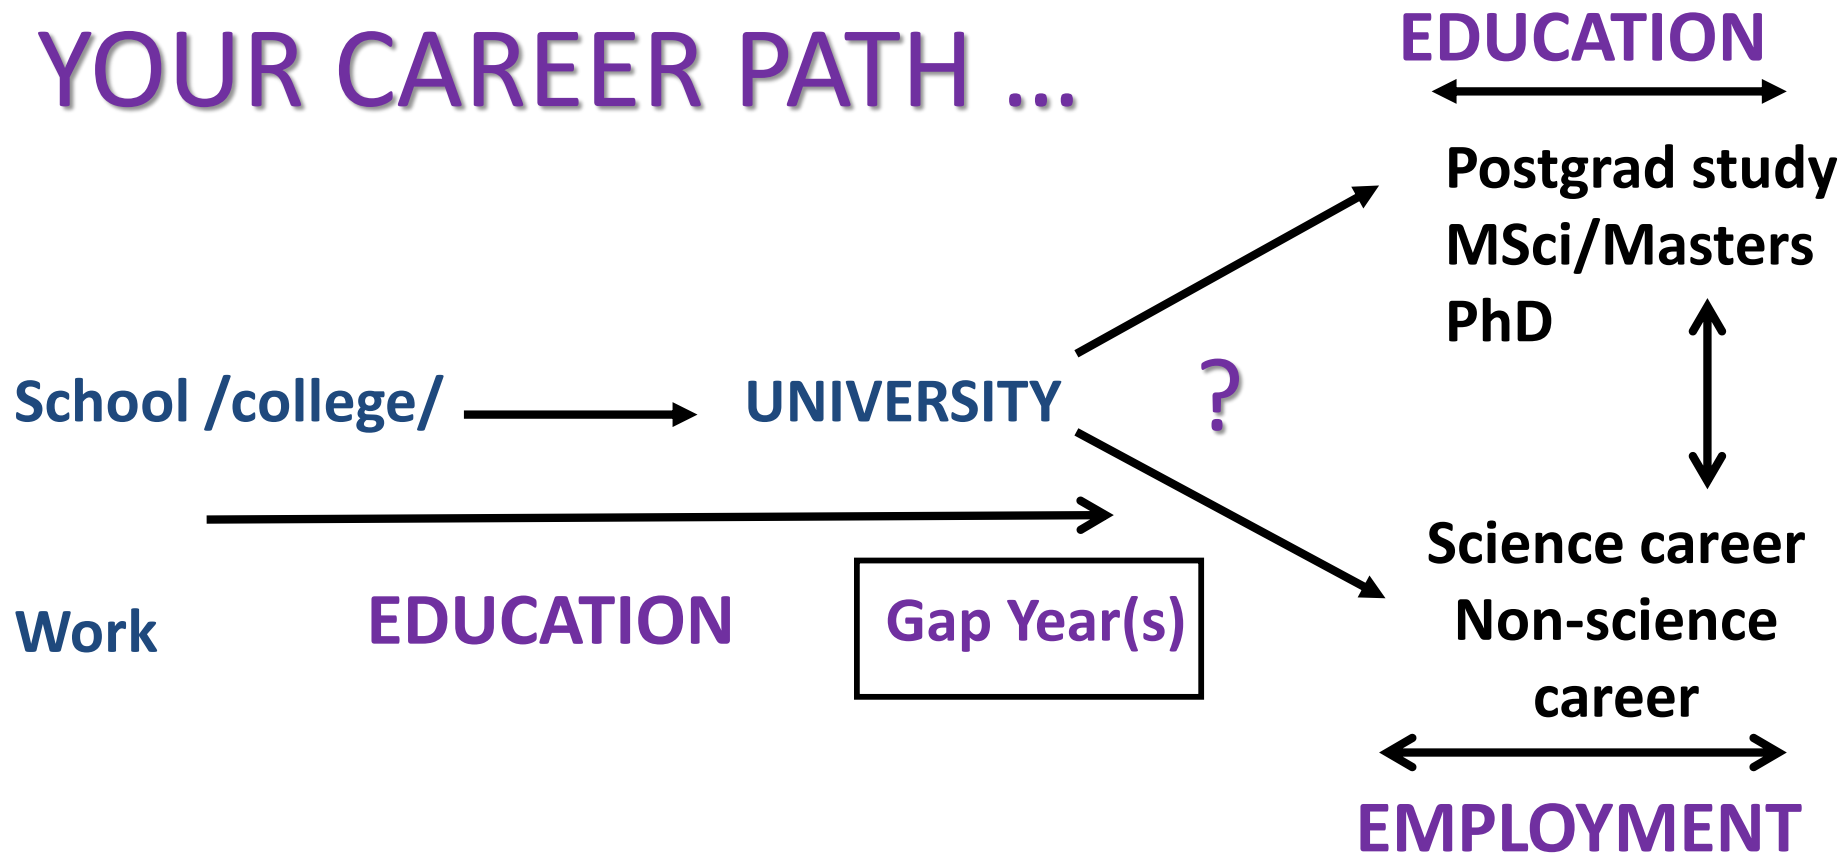 YOUR CAREER PATH ...
EDUCATION
Postgrad study
MSci/Masters
PhD
School /college/
UNIVERSITY
?
Science career
Non-science
career
Work
EDUCATION
Gap Year(s)
EMPLOYMENT